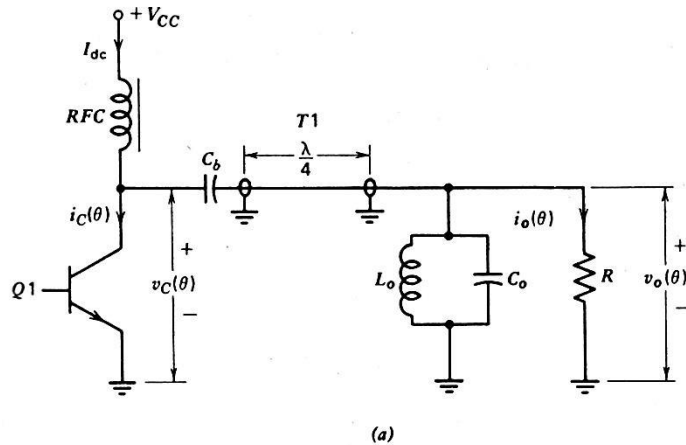 + V_CC
I_dc
RFC
T1
C_b
λ/4
i_C(θ)
i_o(θ)
+
+
Q1
v_C(θ)
L_o
C_o
R
v_o(θ)
−
−
(a)